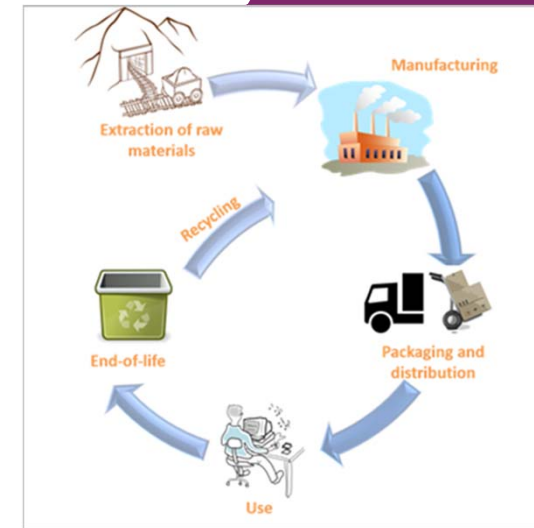 Extraction of raw
materials
Manufacturing
Packaging and
distribution
Use
End-of-life
Recycling